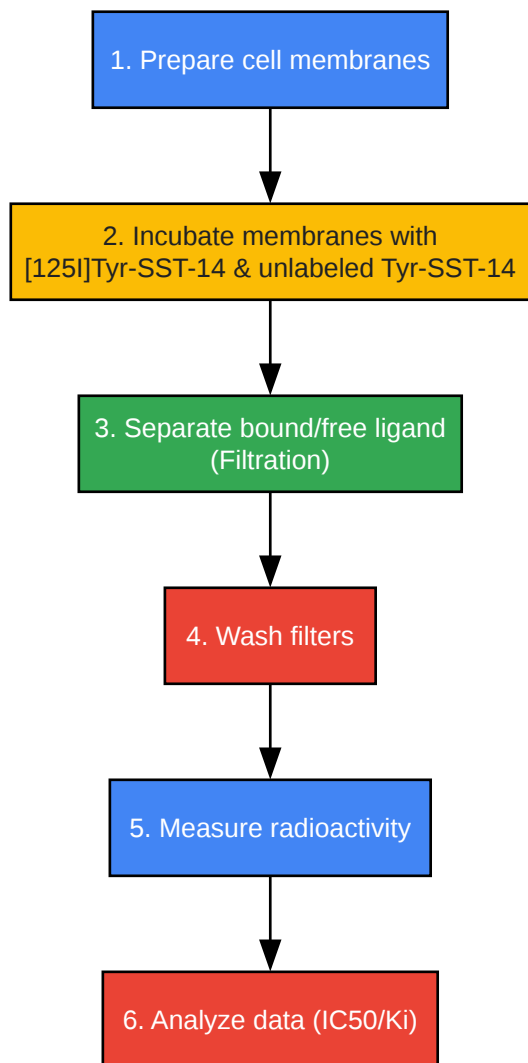 1. Prepare cell membranes
2. Incubate membranes with
[125I]Tyr-SST-14 & unlabeled Tyr-SST-14
3. Separate bound/free ligand
(Filtration)
4. Wash filters
5. Measure radioactivity
6. Analyze data (IC50/Ki)